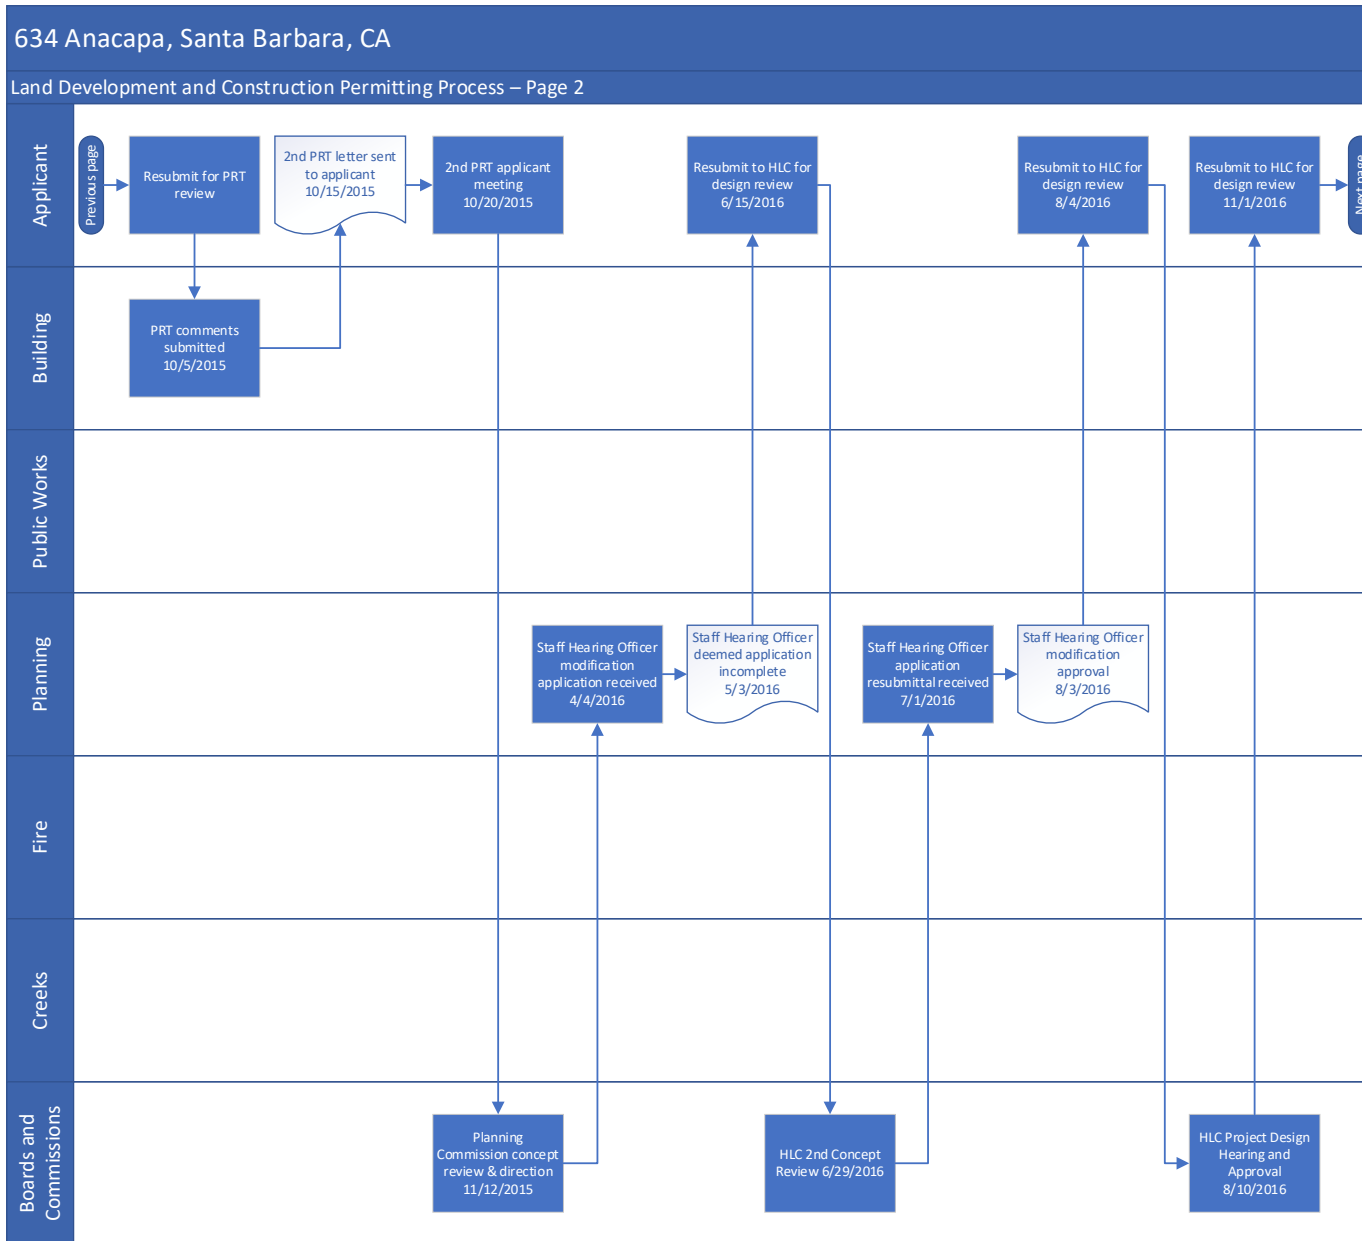 634 Anacapa, Santa Barbara, CA
Land Development and Construction Permitting Process – Page 2
Applicant
Previous page
Resubmit for PRT
review
2nd PRT letter sent
to applicant
10/15/2015
2nd PRT applicant
meeting
10/20/2015
Resubmit to HLC for
design review
6/15/2016
Resubmit to HLC for
design review
8/4/2016
Resubmit to HLC for
design review
11/1/2016
Next page
Building
PRT comments
submitted
10/5/2015
Public Works
Planning
Staff Hearing Officer
modification
application received
4/4/2016
Staff Hearing Officer
deemed application
incomplete
5/3/2016
Staff Hearing Officer
application
resubmittal received
7/1/2016
Staff Hearing Officer
modification
approval
8/3/2016
Fire
Creeks
Boards and
Commissions
Planning
Commission concept
review & direction
11/12/2015
HLC 2nd Concept
Review 6/29/2016
HLC Project Design
Hearing and
Approval
8/10/2016